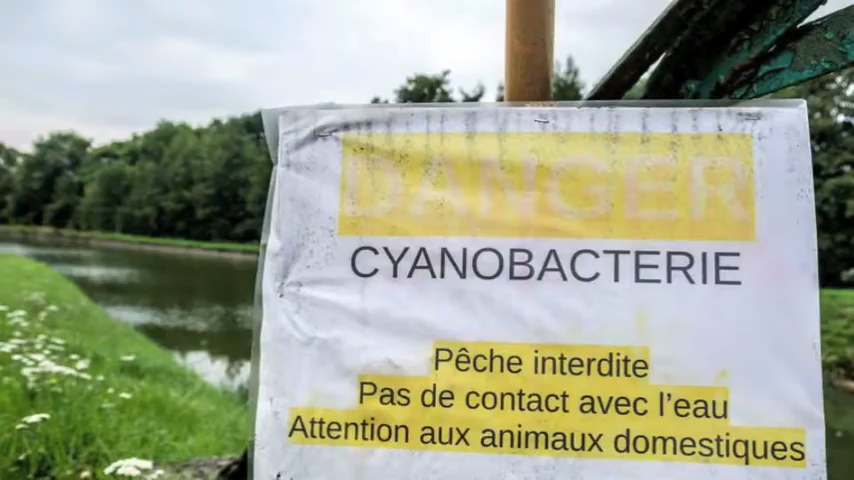 DANGER
CYANOBACTERIE
Pêche interdite
Pas de contact avec l'eau
Attention aux animaux domestiques